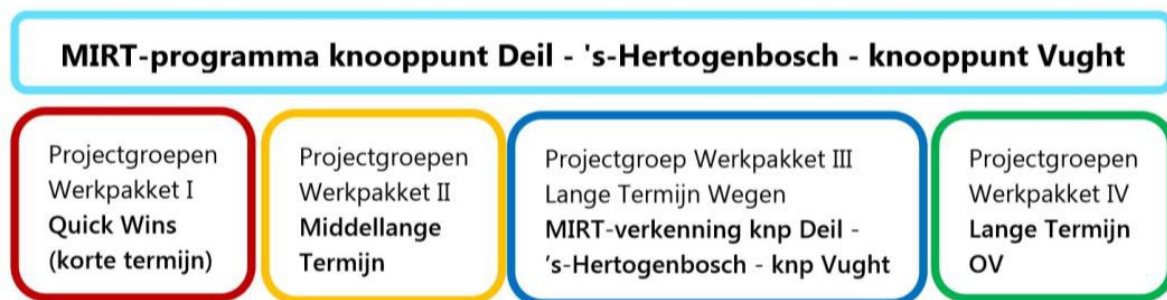 MIRT-programma knooppunt Deil - 's-Hertogenbosch - knooppunt Vught
Projectgroepen
Werkpakket I
Quick Wins
(korte termijn)
Projectgroepen
Werkpakket II
Middellange
Termijn
Projectgroep Werkpakket III
Lange Termijn Wegen
MIRT-verkenning knp Deil -
's-Hertogenbosch - knp Vught
Projectgroepen
Werkpakket IV
Lange Termijn
OV